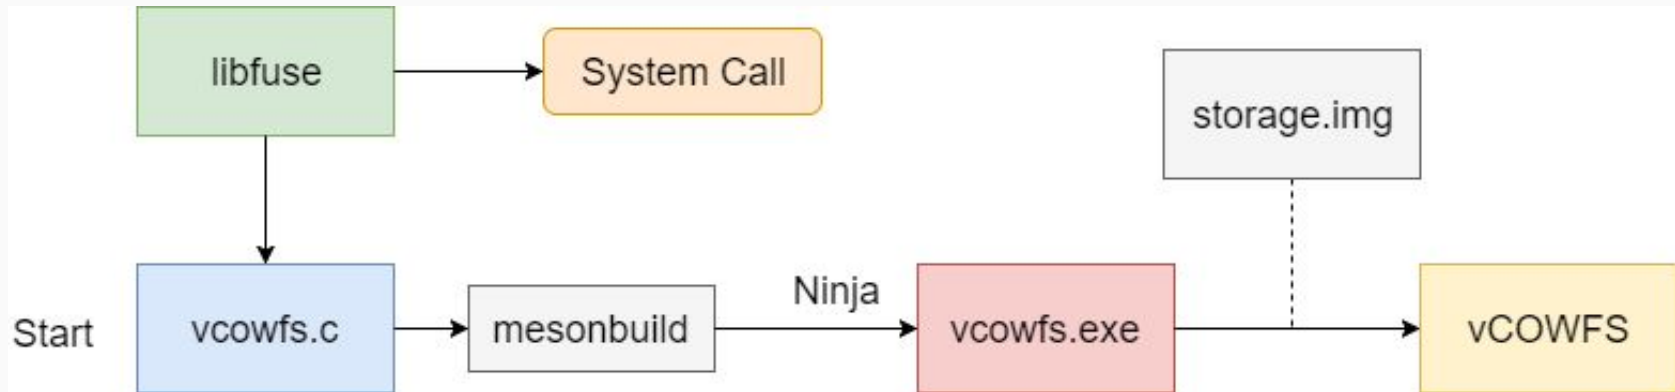 libfuse
System Call
storage.img
Start
vcowfs.c
mesonbuild
Ninja
vcowfs.exe
vCOWFS